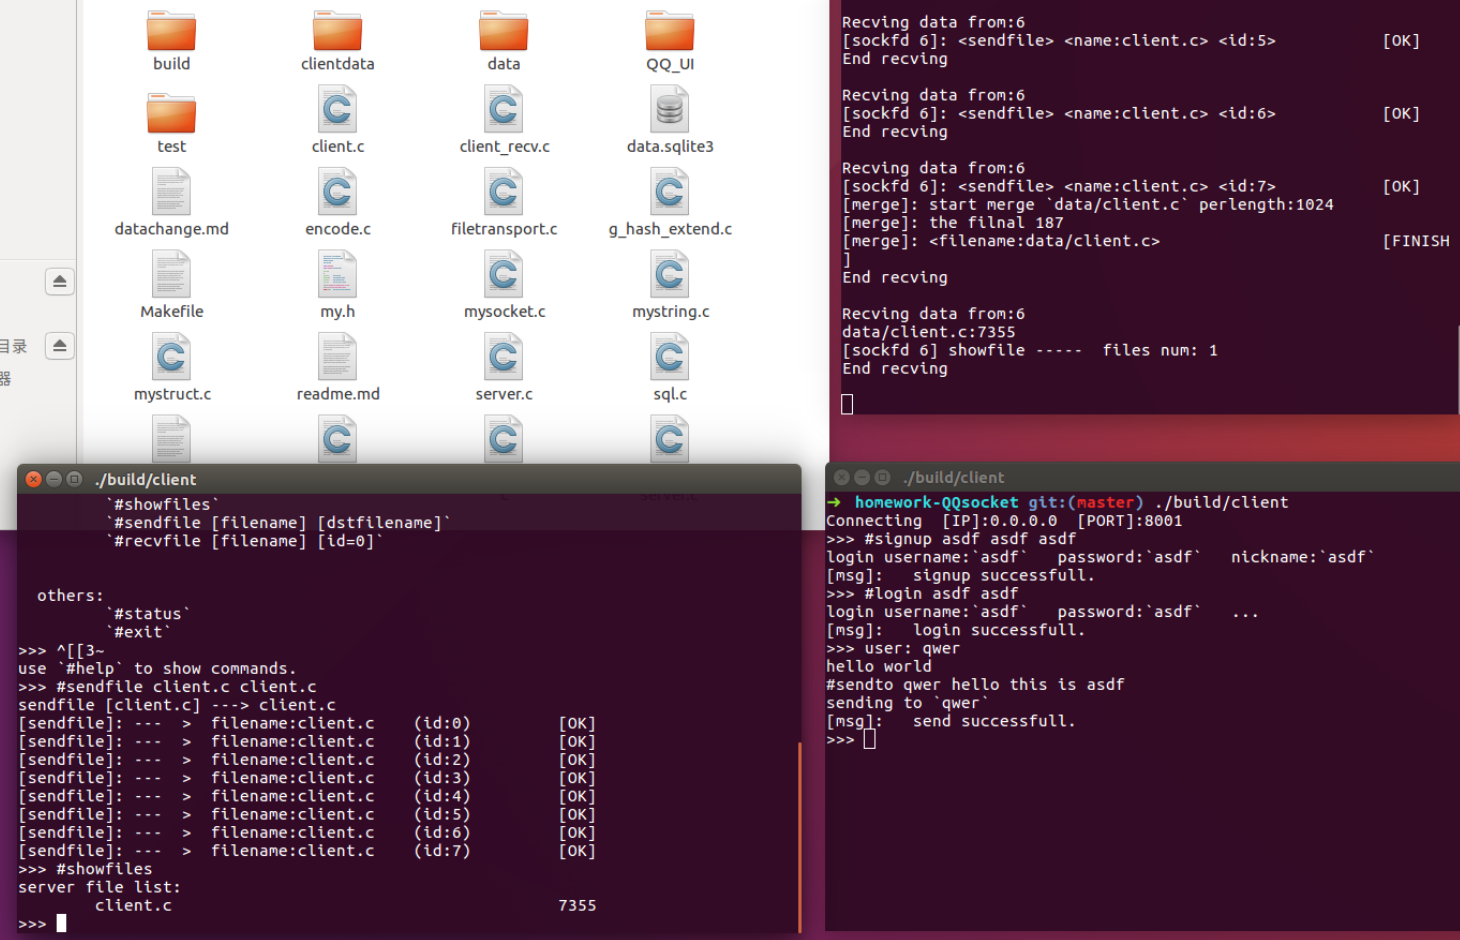 build clientdata data QQ_UI
test client.c client_recv.c data.sqlite3
datachange.md encode.c filetransport.c g_hash_extend.c
Makefile my.h mysocket.c mystring.c
目录
器
mystruct.c readme.md server.c sql.c
Recving data from:6
[sockfd 6]: <sendfile> <name:client.c> <id:5> [OK]
End recving
Recving data from:6
[sockfd 6]: <sendfile> <name:client.c> <id:6> [OK]
End recving
Recving data from:6
[sockfd 6]: <sendfile> <name:client.c> <id:7> [OK]
[merge]: start merge `data/client.c` perlength:1024
[merge]: the filnal 187
[merge]: <filename:data/client.c> [FINISH
]
End recving
Recving data from:6
data/client.c:7355
[sockfd 6] showfile ----- files num: 1
End recving
./build/client
`#showfiles`
`#sendfile [filename] [dstfilename]`
`#recvfile [filename] [id=0]`
others:
`#status`
`#exit`
>>> ^[[3~
use `#help` to show commands.
>>> #sendfile client.c client.c
sendfile [client.c] ---> client.c
[sendfile]: --- > filename:client.c (id:0) [OK]
[sendfile]: --- > filename:client.c (id:1) [OK]
[sendfile]: --- > filename:client.c (id:2) [OK]
[sendfile]: --- > filename:client.c (id:3) [OK]
[sendfile]: --- > filename:client.c (id:4) [OK]
[sendfile]: --- > filename:client.c (id:5) [OK]
[sendfile]: --- > filename:client.c (id:6) [OK]
[sendfile]: --- > filename:client.c (id:7) [OK]
>>> #showfiles
server file list:
client.c 7355
>>>
./build/client
➜ homework-QQsocket git:(master) ./build/client
Connecting [IP]:0.0.0.0 [PORT]:8001
>>> #signup asdf asdf asdf
login username:`asdf` password:`asdf` nickname:`asdf`
[msg]: signup successfull.
>>> #login asdf asdf
login username:`asdf` password:`asdf` ...
[msg]: login successfull.
>>> user: qwer
hello world
#sendto qwer hello this is asdf
sending to `qwer`
[msg]: send successfull.
>>>